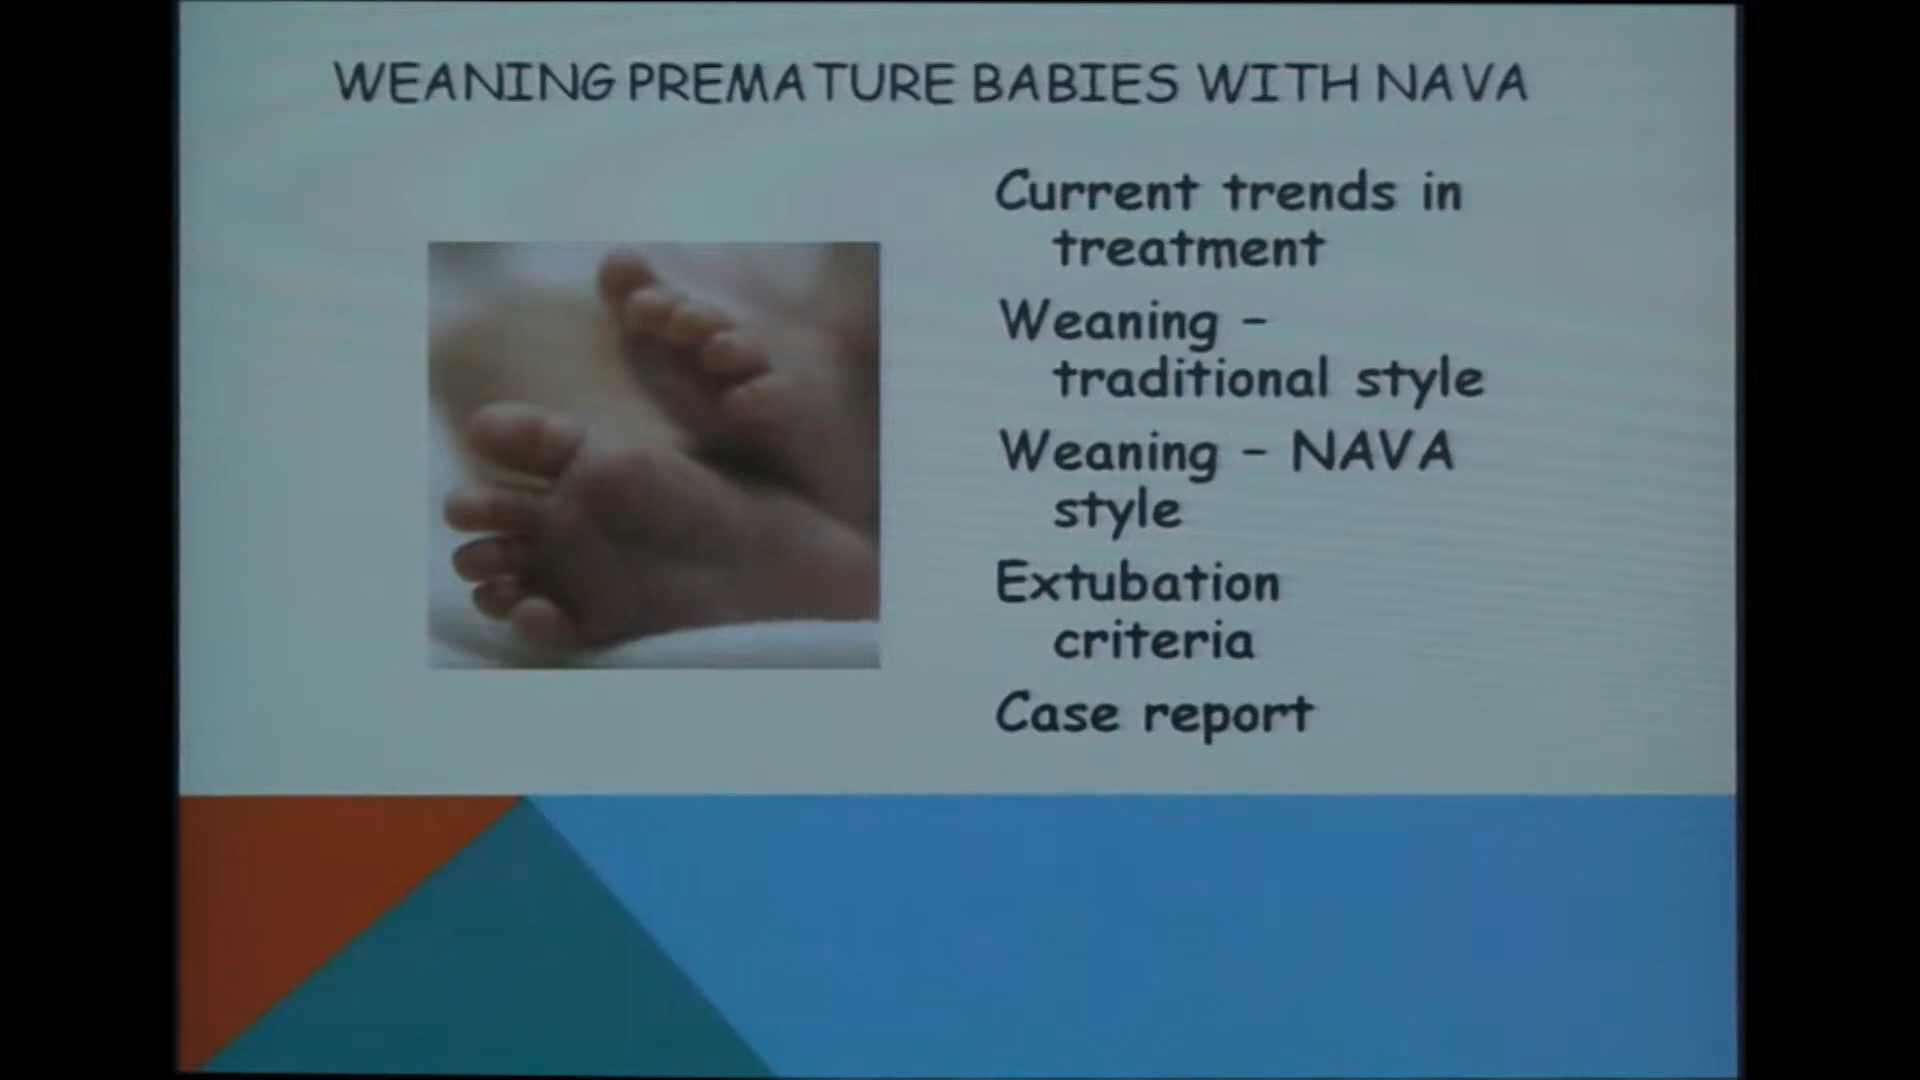 WEANING PREMATURE BABIES WITH NAVA
Current trends in
treatment
Weaning –
traditional style
Weaning – NAVA
style
Extubation
criteria
Case report